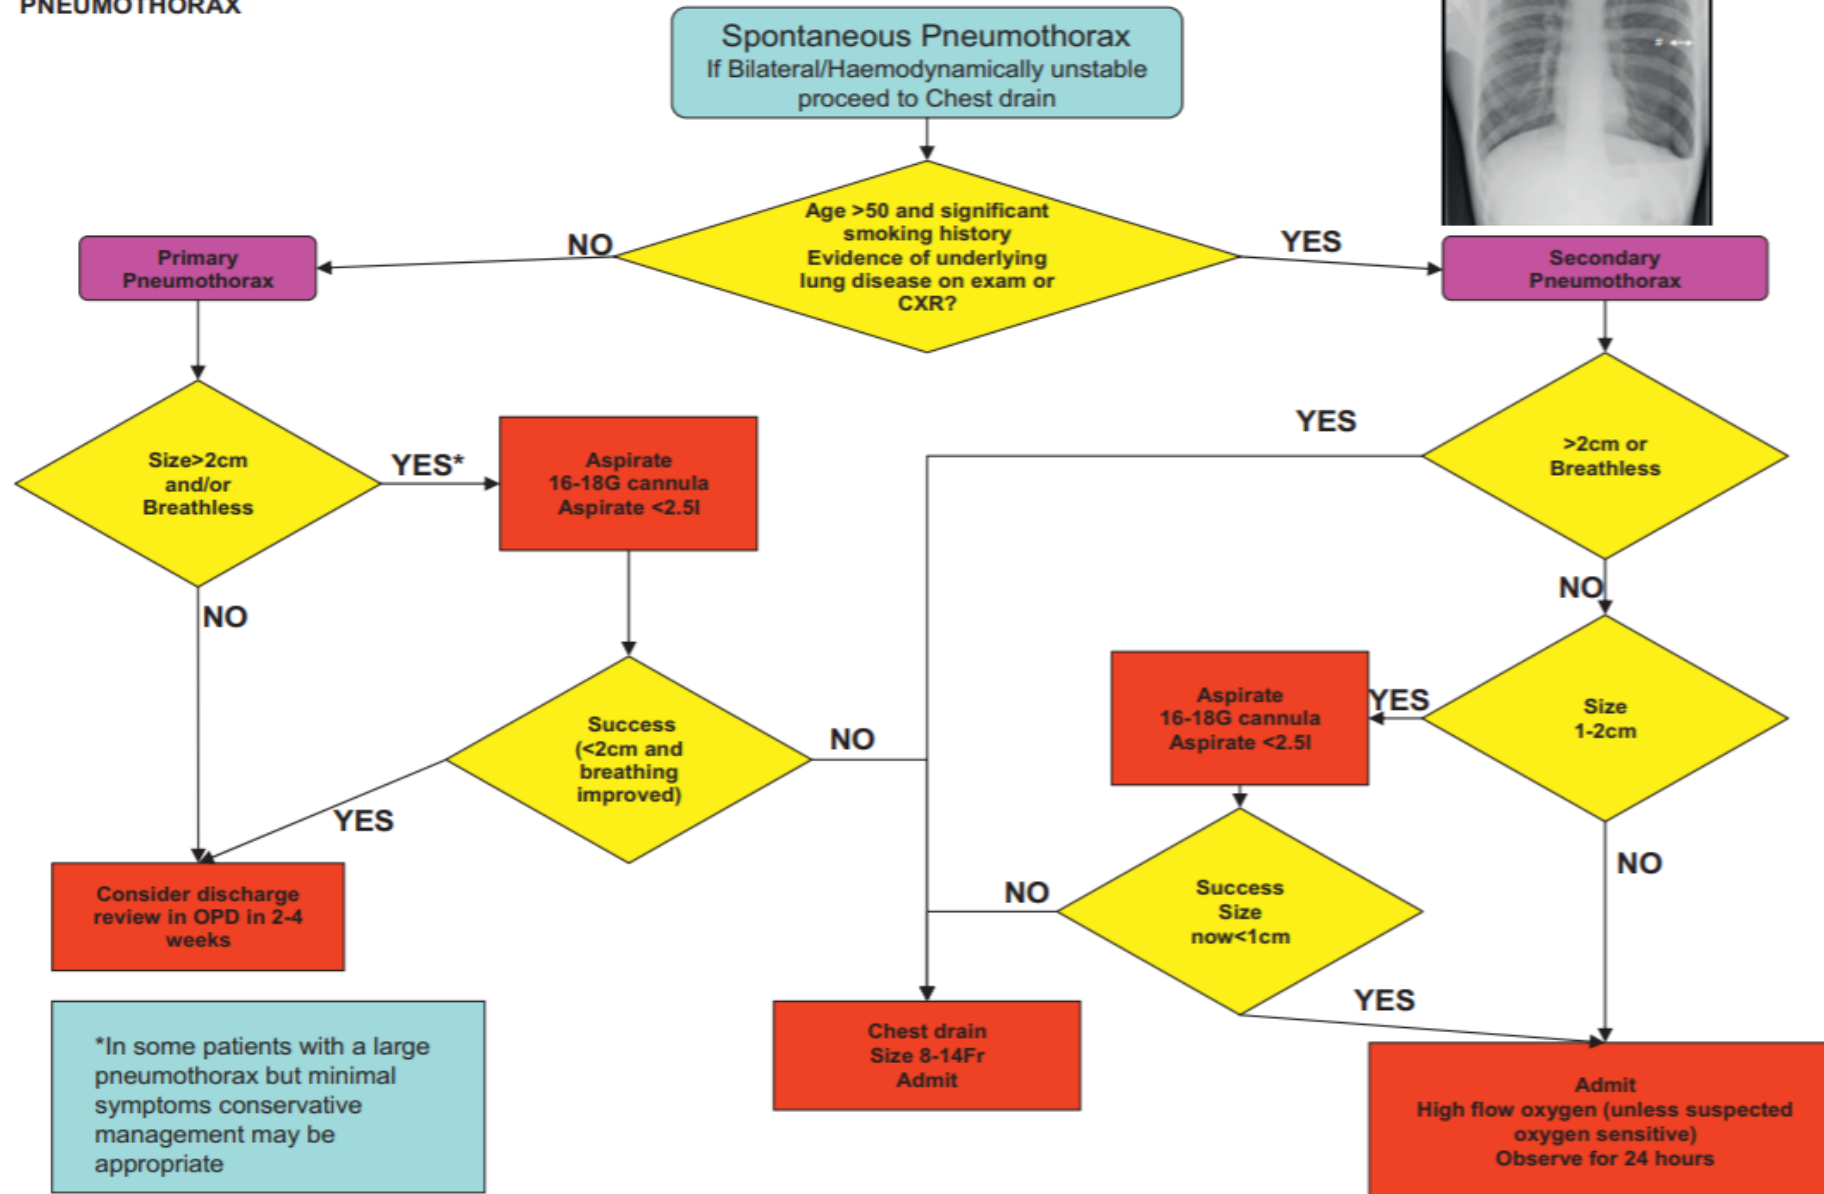 PNEUMOTHORAX
Spontaneous Pneumothorax
If Bilateral/Haemodynamically unstable
proceed to Chest drain
Age >50 and significant
smoking history
Evidence of underlying
lung disease on exam or
CXR?
NO
YES
Primary
Pneumothorax
Secondary
Pneumothorax
Size>2cm
and/or
Breathless
YES*
Aspirate
16-18G cannula
Aspirate <2.5l
YES
>2cm or
Breathless
NO
NO
Success
(<2cm and
breathing
improved)
NO
YES
Aspirate
16-18G cannula
Aspirate <2.5l
YES
Size
1-2cm
NO
Success
Size
now<1cm
NO
YES
Consider discharge
review in OPD in 2-4
weeks
Chest drain
Size 8-14Fr
Admit
Admit
High flow oxygen (unless suspected
oxygen sensitive)
Observe for 24 hours
*In some patients with a large
pneumothorax but minimal
symptoms conservative
management may be
appropriate